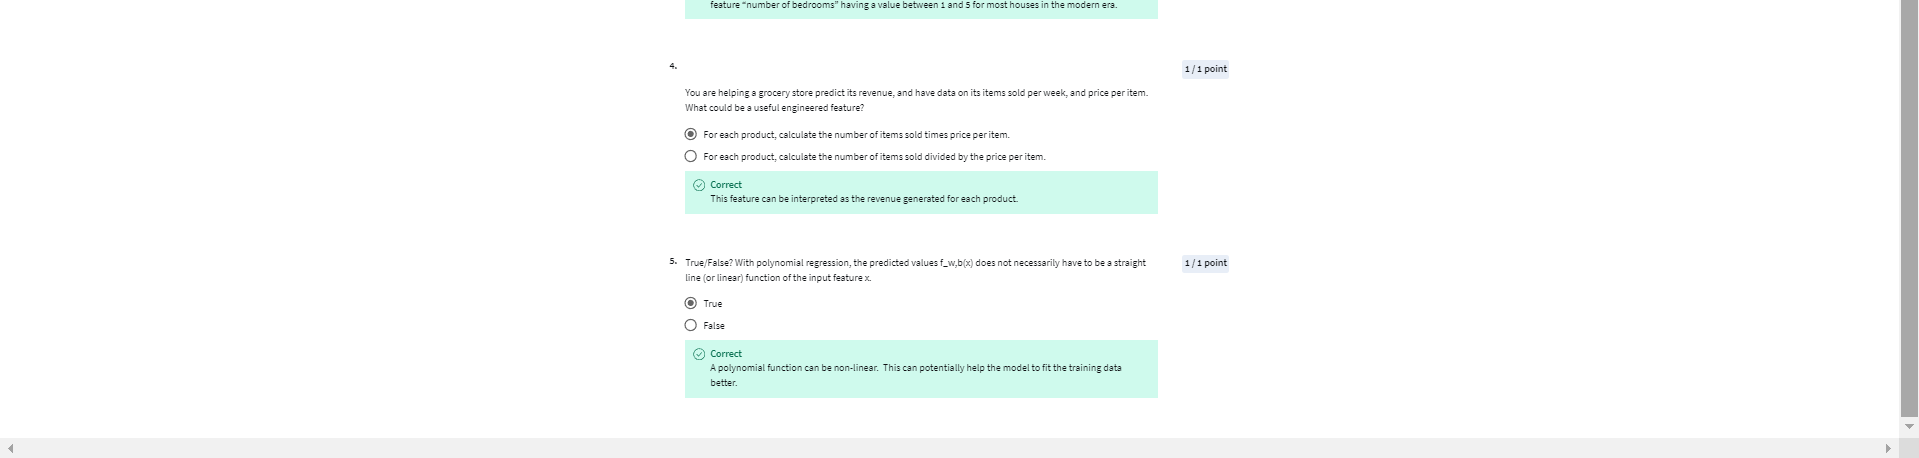 feature “number of bedrooms” having a value between 1 and 5 for most houses in the modern era.
4.
1 / 1 point
You are helping a grocery store predict its revenue, and have data on its items sold per week, and price per item.
What could be a useful engineered feature?
For each product, calculate the number of items sold times price per item.
For each product, calculate the number of items sold divided by the price per item.
Correct
This feature can be interpreted as the revenue generated for each product.
5. True/False? With polynomial regression, the predicted values f_w,b(x) does not necessarily have to be a straight
1 / 1 point
line (or linear) function of the input feature x.
True
False
Correct
A polynomial function can be non-linear.  This can potentially help the model to fit the training data
better.